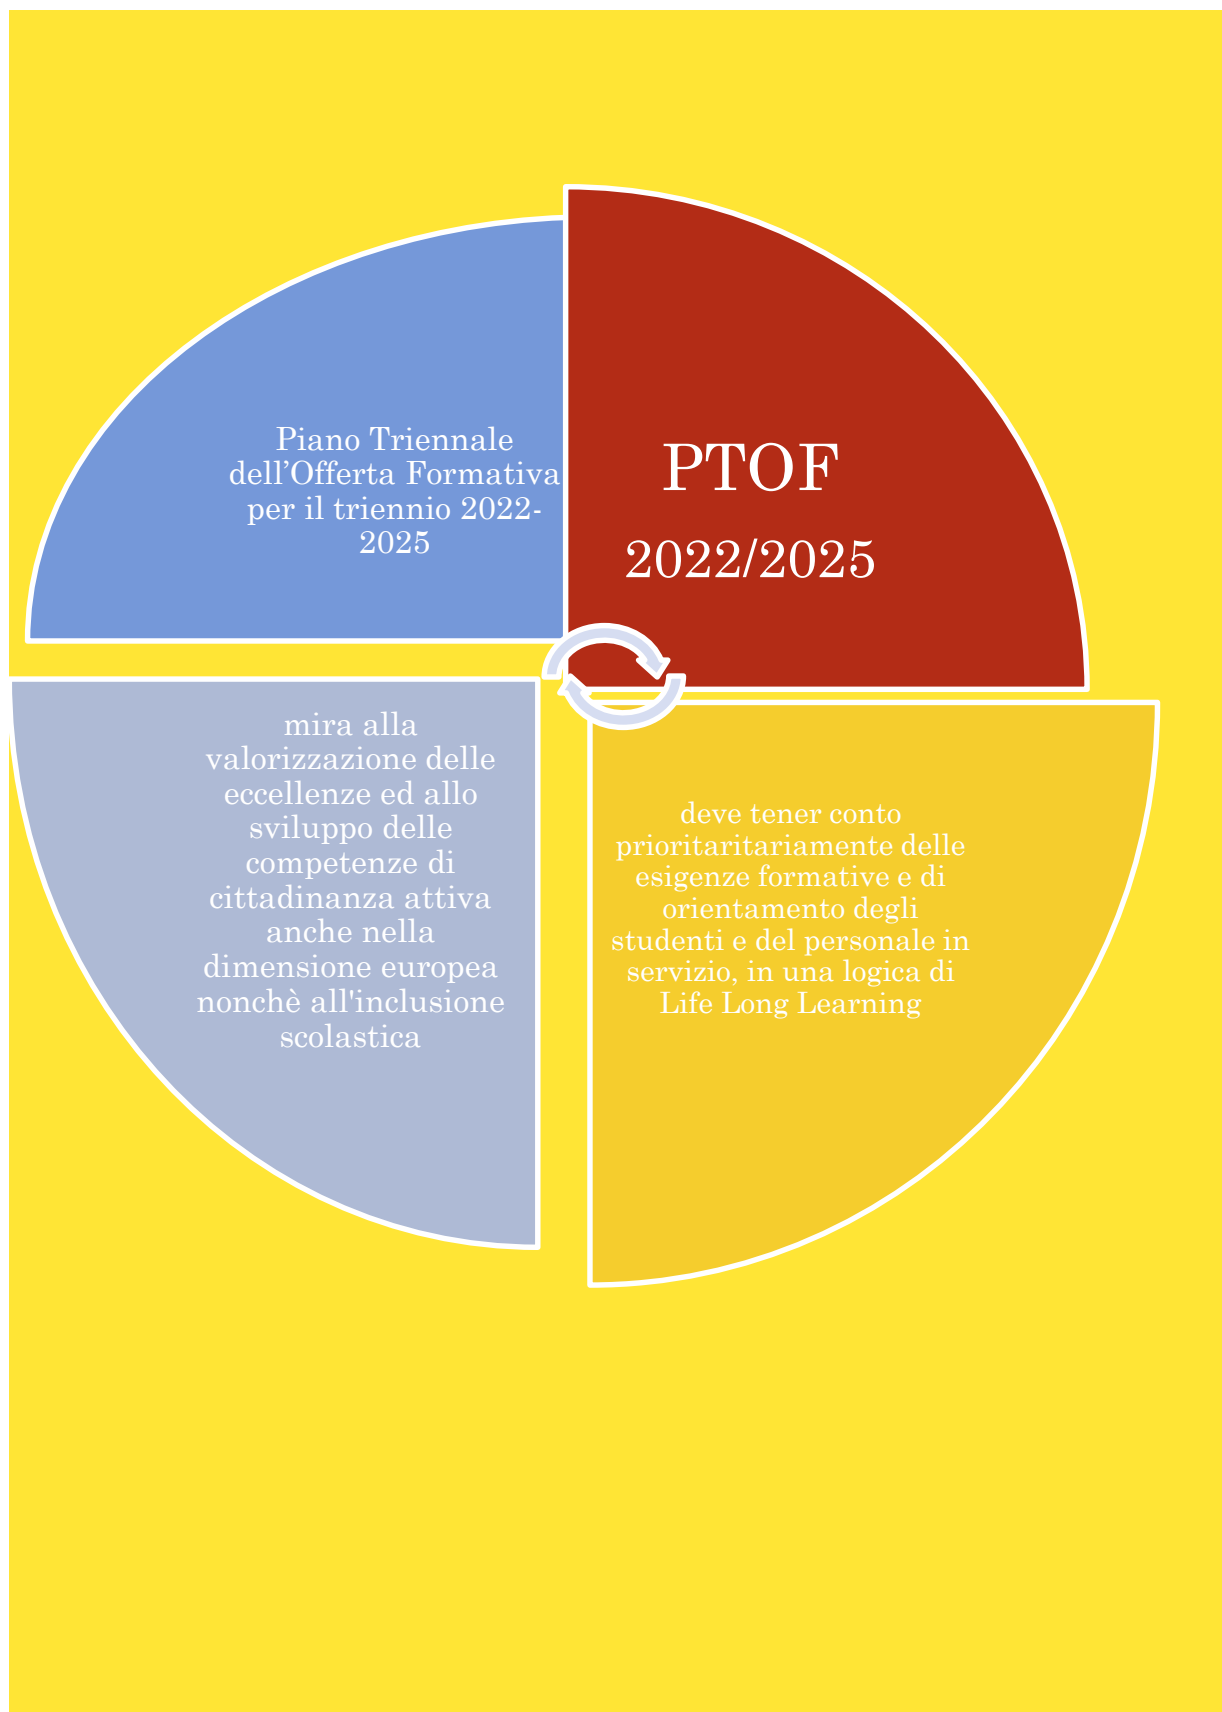 Piano Triennale
dell’Offerta Formativa
per il triennio 2022-
2025
PTOF
2022/2025
mira alla
valorizzazione delle
eccellenze ed allo
sviluppo delle
competenze di
cittadinanza attiva
anche nella
dimensione europea
nonchè all'inclusione
scolastica
deve tener conto
prioritaritariamente delle
esigenze formative e di
orientamento degli
studenti e del personale in
servizio, in una logica di
Life Long Learning